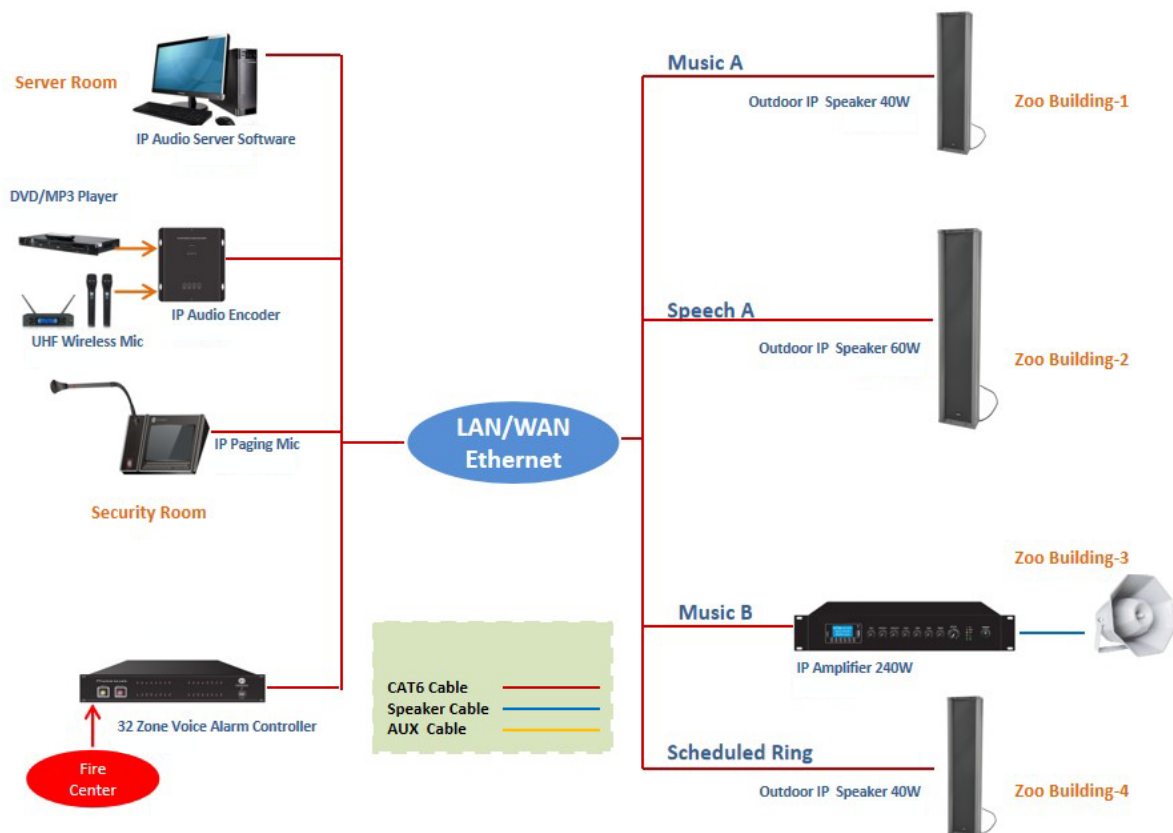 Server Room
IP Audio Server Software
DVD/MP3 Player
IP Audio Encoder
UHF Wireless Mic
IP Paging Mic
Security Room
32 Zone Voice Alarm Controller
Fire
Center
LAN/WAN
Ethernet
CAT6 Cable
Speaker Cable
AUX Cable
Music A
Outdoor IP Speaker 40W
Zoo Building-1
Speech A
Outdoor IP Speaker 60W
Zoo Building-2
Zoo Building-3
Music B
IP Amplifier 240W
Scheduled Ring
Outdoor IP Speaker 40W
Zoo Building-4